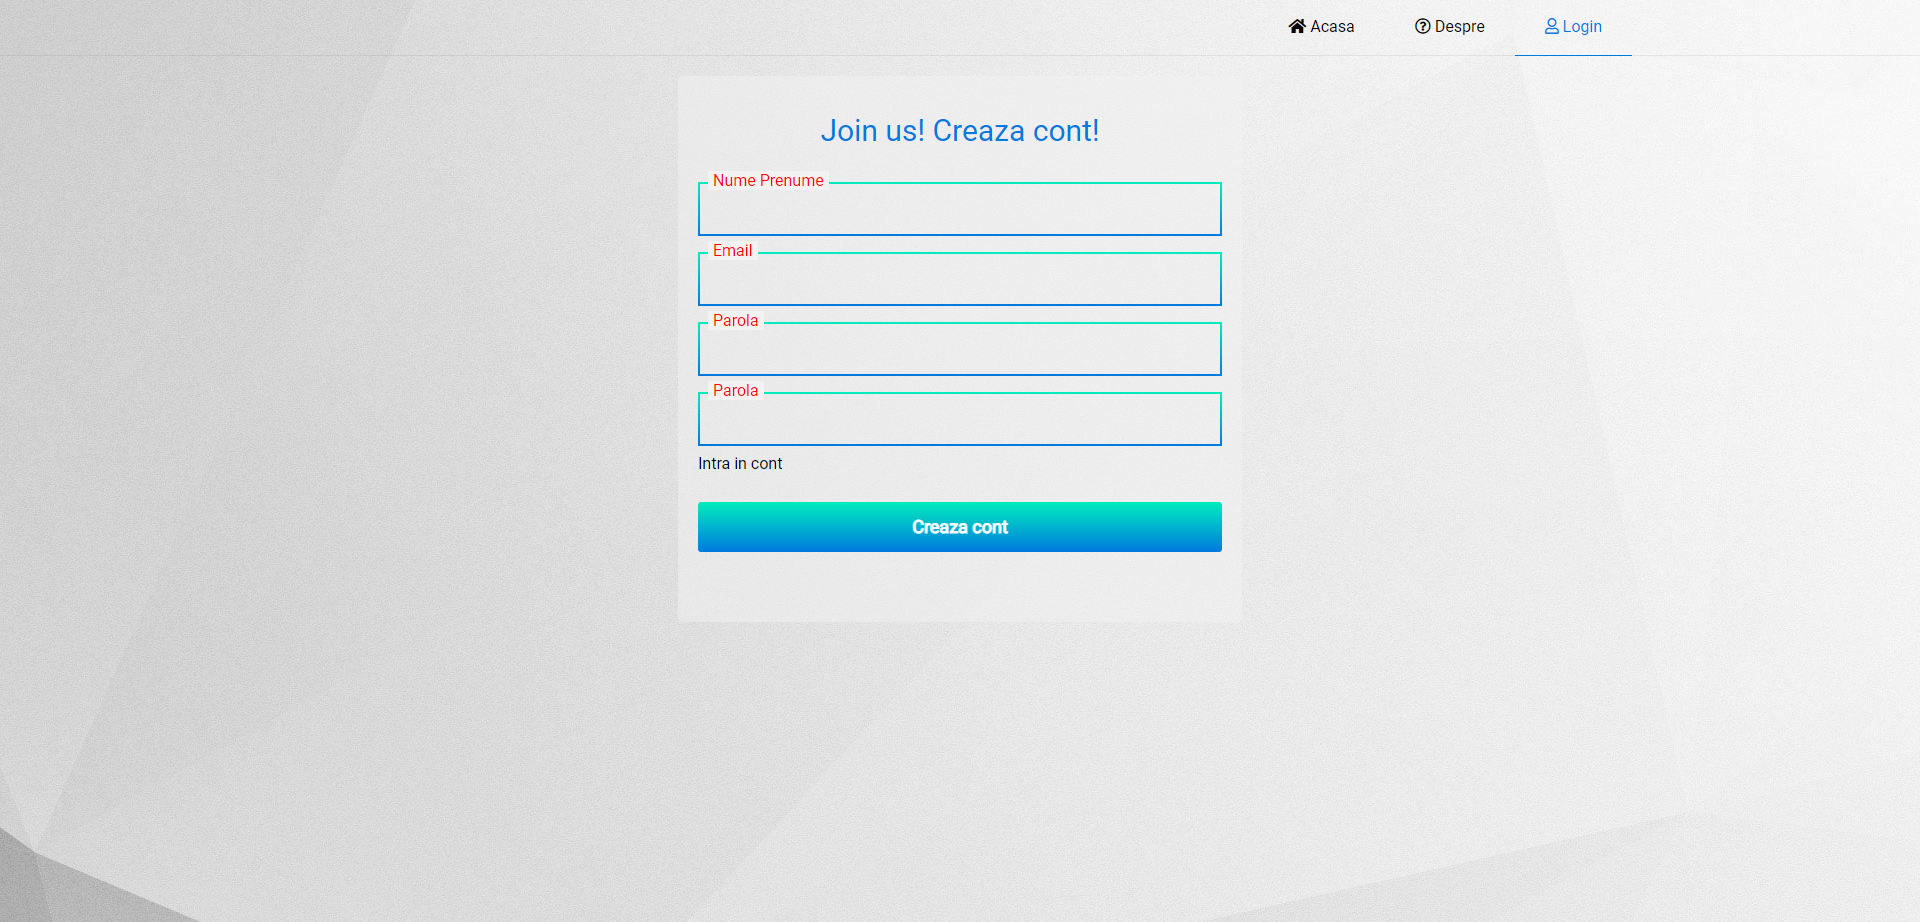 Acasa Despre Login
Join us! Creaza cont!
Nume Prenume
Email
Parola
Parola
Intra in cont
Creaza cont